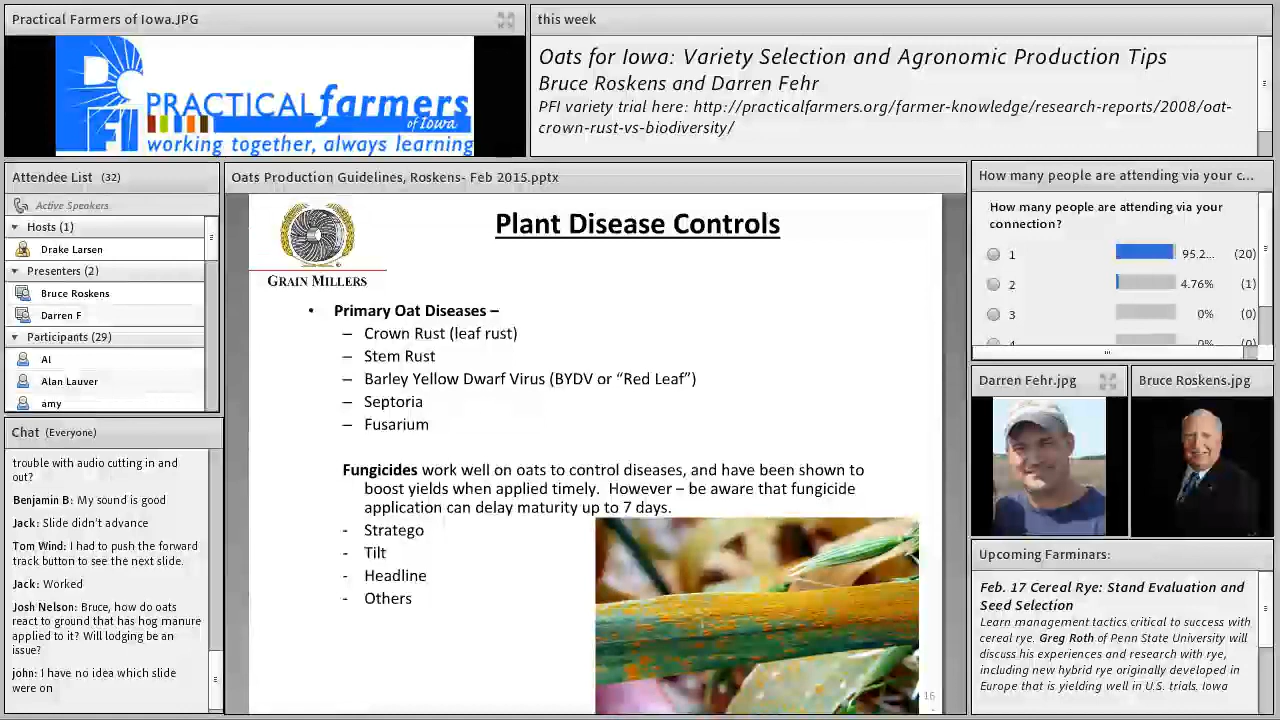 Practical Farmers of Iowa.JPG
PRACTICAL farmers
of Iowa
PFI
working together, always learning
this week
Oats for Iowa: Variety Selection and Agronomic Production Tips
Bruce Roskens and Darren Fehr
PFI variety trial here: http://practicalfarmers.org/farmer-knowledge/research-reports/2008/oat-
crown-rust-vs-biodiversity/
Attendee List (32)
Active Speakers
Hosts (1)
Drake Larsen
Presenters (2)
Bruce Roskens
Darren F
Participants (29)
Al
Alan Lauver
amy
Chat (Everyone)
trouble with audio cutting in and
out?
Benjamin B: My sound is good
Jack: Slide didn't advance
Tom Wind: I had to push the forward
track button to see the next slide.
Jack: Worked
Josh Nelson: Bruce, how do oats
react to ground that has hog manure
applied to it? Will lodging be an
issue?
john: I have no idea which slide
were on
Oats Production Guidelines, Roskens- Feb 2015.pptx
GRAIN MILLERS
Plant Disease Controls
• Primary Oat Diseases –
– Crown Rust (leaf rust)
– Stem Rust
– Barley Yellow Dwarf Virus (BYDV or “Red Leaf”)
– Septoria
– Fusarium
Fungicides work well on oats to control diseases, and have been shown to
boost yields when applied timely. However – be aware that fungicide
application can delay maturity up to 7 days.
- Stratego
- Tilt
- Headline
- Others
16
How many people are attending via your c...
How many people are attending via your
connection?
1 95.2... (20)
2 4.76% (1)
3 0% (0)
4 0% (0)
Darren Fehr.jpg
Bruce Roskens.jpg
Upcoming Farminars:
Feb. 17 Cereal Rye: Stand Evaluation and
Seed Selection
Learn management tactics critical to success with
cereal rye. Greg Roth of Penn State University will
discuss his experiences and research with rye,
including new hybrid rye originally developed in
Europe that is yielding well in U.S. trials. Iowa